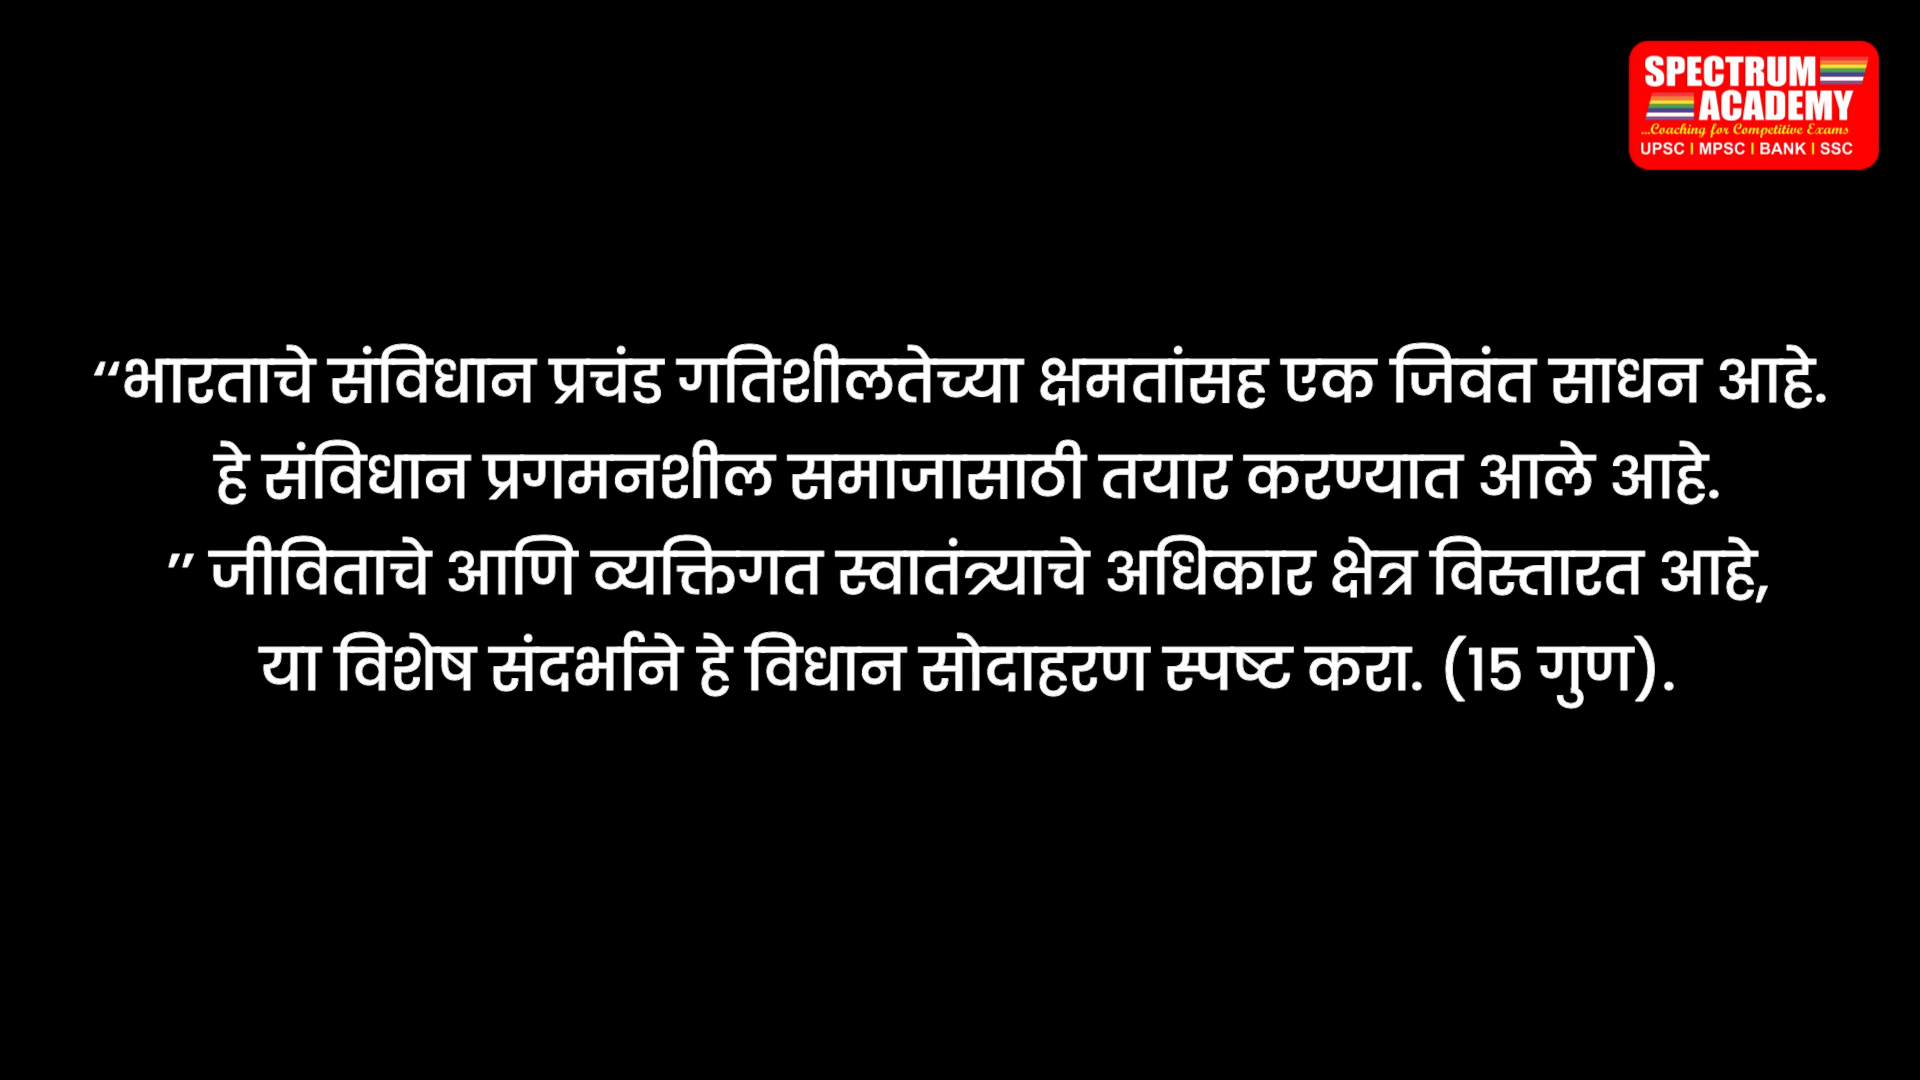 SPECTRUM
ACADEMY
...Coaching for Competitive Exams
UPSC | MPSC | BANK | SSC
“भारताचे संविधान प्रचंड गतिशीलतेच्या क्षमतांसह एक जिवंत साधन आहे.
हे संविधान प्रगमनशील समाजासाठी तयार करण्यात आले आहे.
” जीविताचे आणि व्यक्तिगत स्वातंत्र्याचे अधिकार क्षेत्र विस्तारत आहे,
या विशेष संदर्भाने हे विधान सोदाहरण स्पष्ट करा. (15 गुण).